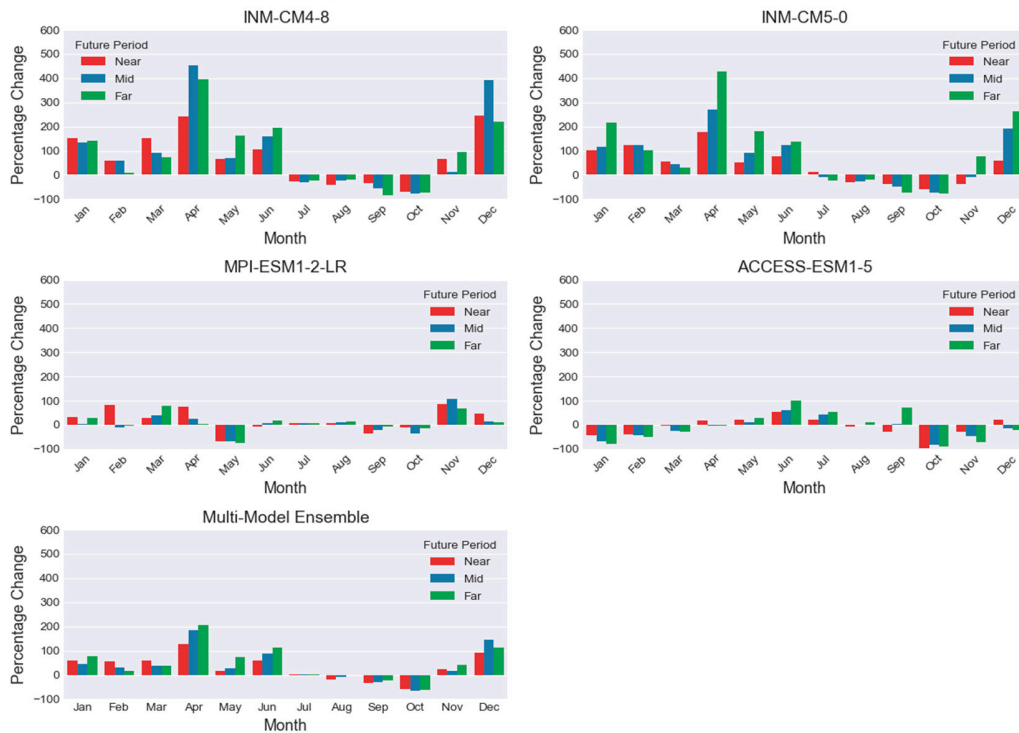 INM-CM4-8
Percentage Change
600
500
400
300
200
100
0
−100
Future Period
Near
Mid
Far
Jan Feb Mar Apr May Jun Jul Aug Sep Oct Nov Dec
Month
INM-CM5-0
Percentage Change
600
500
400
300
200
100
0
−100
Future Period
Near
Mid
Far
Jan Feb Mar Apr May Jun Jul Aug Sep Oct Nov Dec
Month
MPI-ESM1-2-LR
Percentage Change
600
500
400
300
200
100
0
−100
Future Period
Near
Mid
Far
Jan Feb Mar Apr May Jun Jul Aug Sep Oct Nov Dec
Month
ACCESS-ESM1-5
Percentage Change
600
500
400
300
200
100
0
−100
Future Period
Near
Mid
Far
Jan Feb Mar Apr May Jun Jul Aug Sep Oct Nov Dec
Month
Multi-Model Ensemble
Percentage Change
600
500
400
300
200
100
0
−100
Future Period
Near
Mid
Far
Jan Feb Mar Apr May Jun Jul Aug Sep Oct Nov Dec
Month